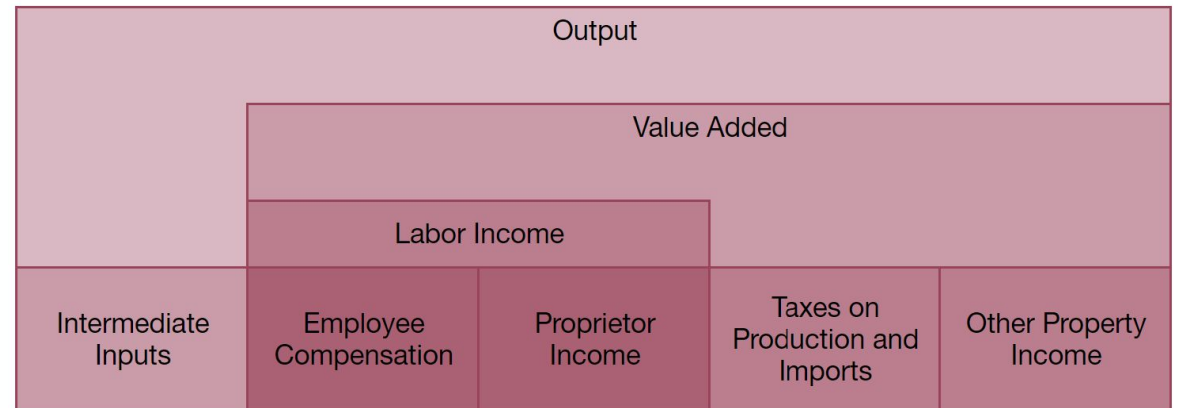 Output
Value Added
Labor Income
Intermediate
Inputs
Employee
Compensation
Proprietor
Income
Taxes on
Production and
Imports
Other Property
Income